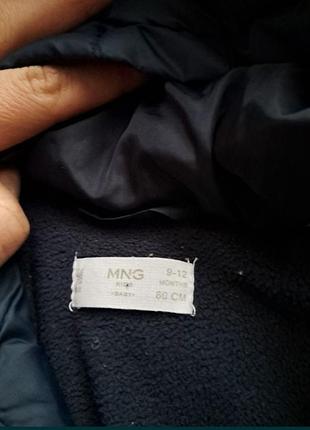 MNG
KIDS
<BABY>
9-12
MONTHS
80 CM